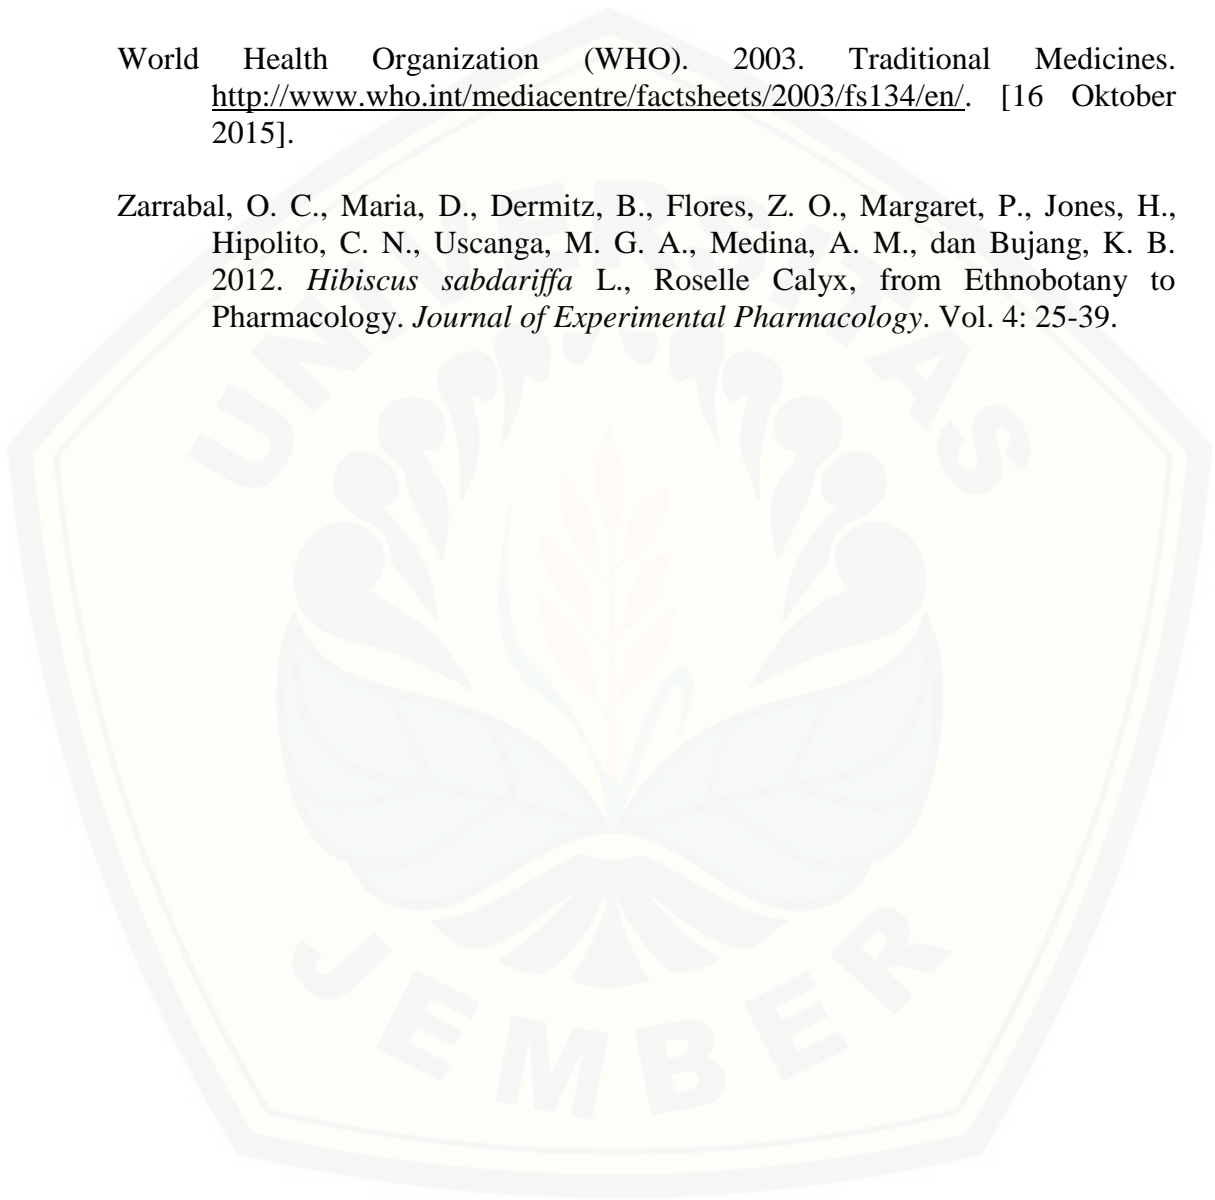 World Health Organization (WHO). 2003. Traditional Medicines.
http://www.who.int/mediacentre/factsheets/2003/fs134/en/. [16 Oktober
2015].
Zarrabal, O. C., Maria, D., Dermitz, B., Flores, Z. O., Margaret, P., Jones, H.,
Hipolito, C. N., Uscanga, M. G. A., Medina, A. M., dan Bujang, K. B.
2012. Hibiscus sabdariffa L., Roselle Calyx, from Ethnobotany to
Pharmacology. Journal of Experimental Pharmacology. Vol. 4: 25-39.
UNIVERSITAS
JEMBER